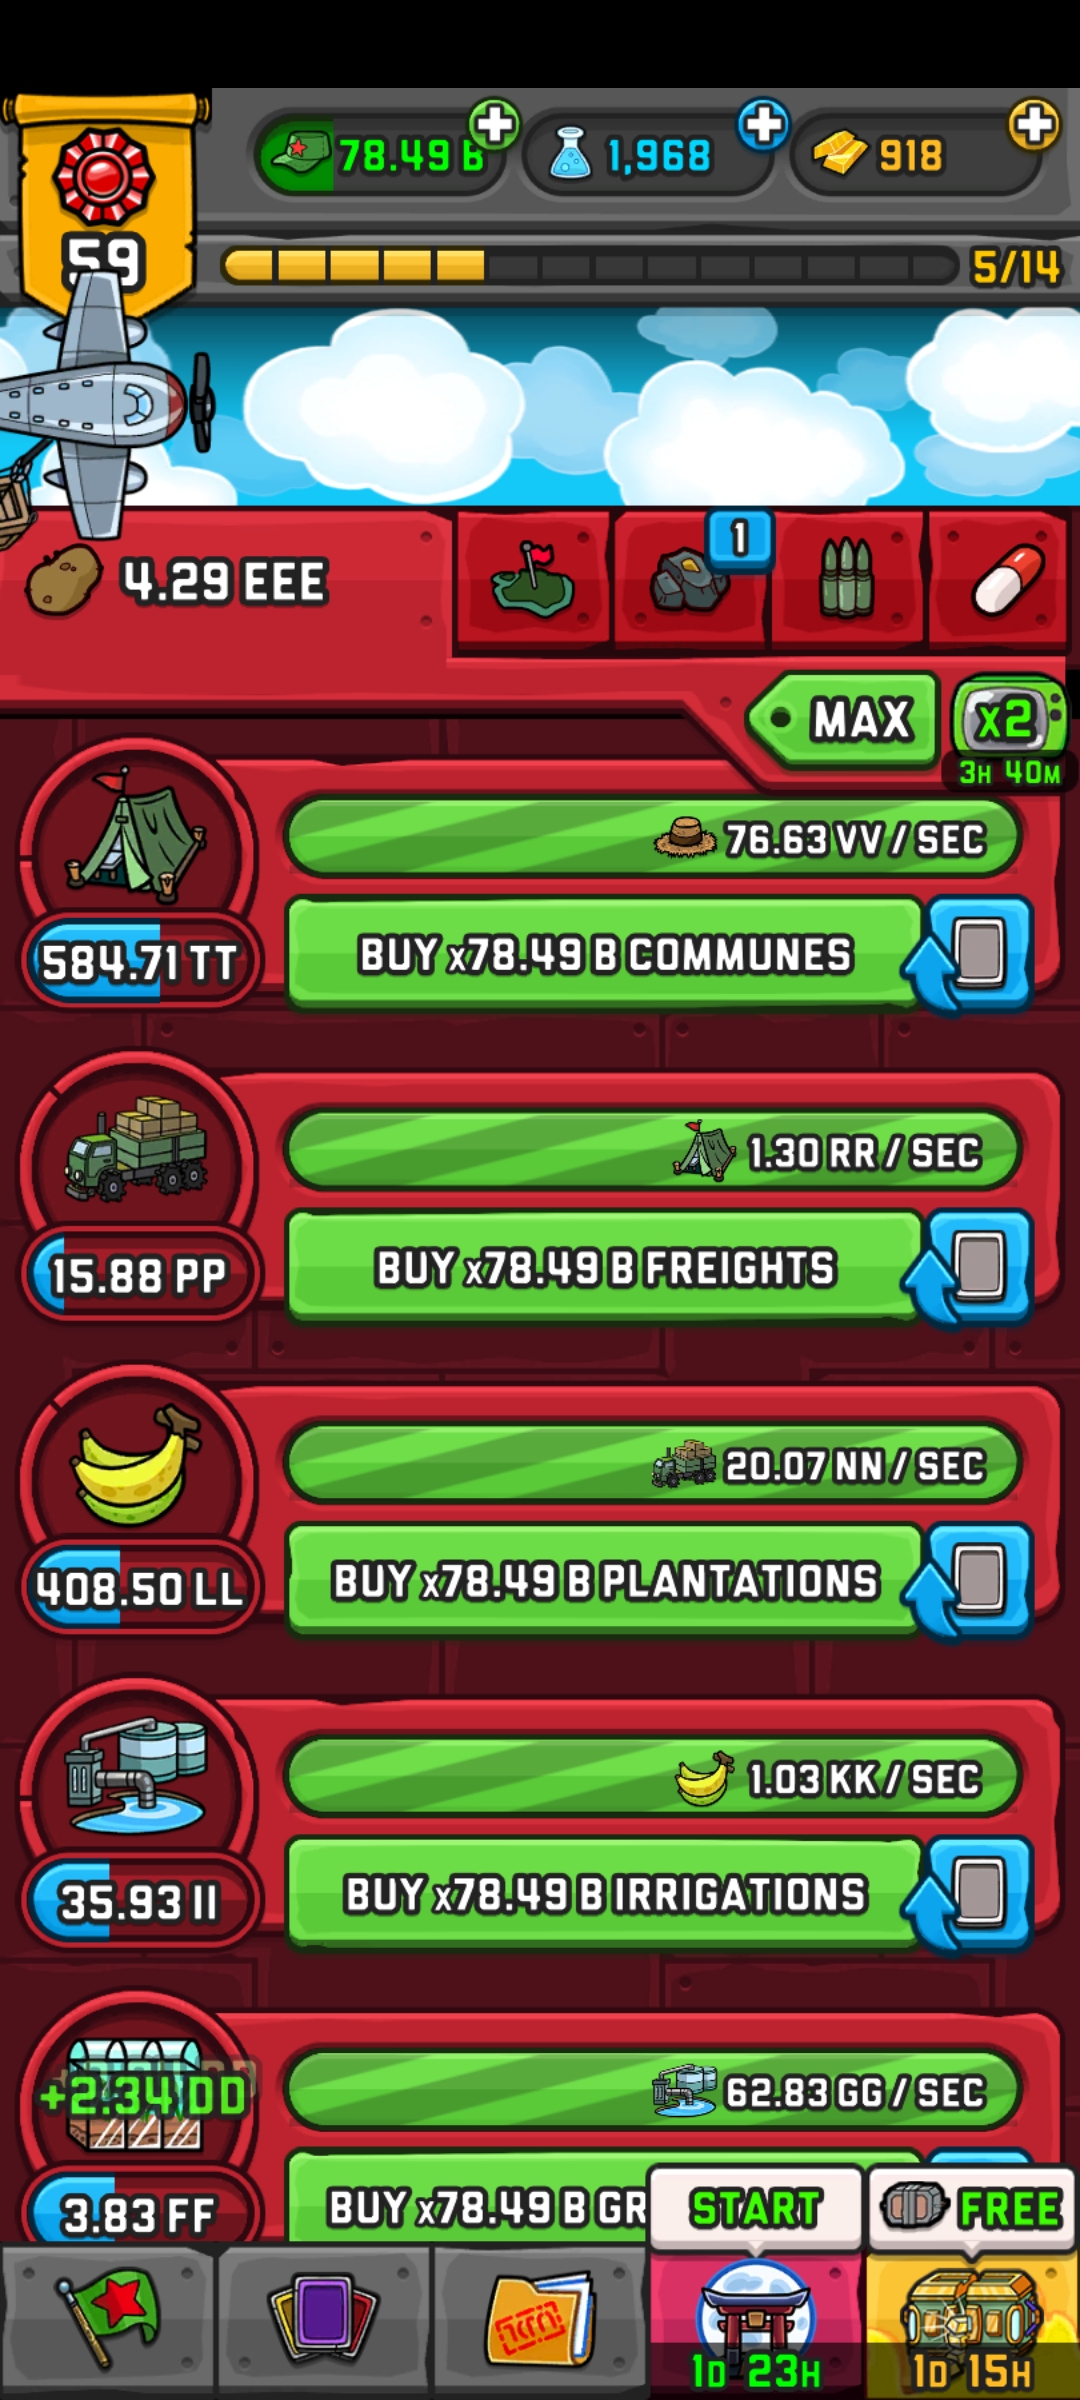 78.49 B
1,968
918
59
5/14
4.29 EEE
1
MAX
x2
3H 40M
76.63 VV / SEC
584.71 TT
BUY x78.49 B COMMUNES
1.30 RR / SEC
15.88 PP
BUY x78.49 B FREIGHTS
20.07 NN / SEC
408.50 LL
BUY x78.49 B PLANTATIONS
1.03 KK / SEC
35.93 II
BUY x78.49 B IRRIGATIONS
+2.34 DD
62.83 GG / SEC
3.83 FF
BUY x78.49 B GR
START
FREE
1D 23H
1D 15H